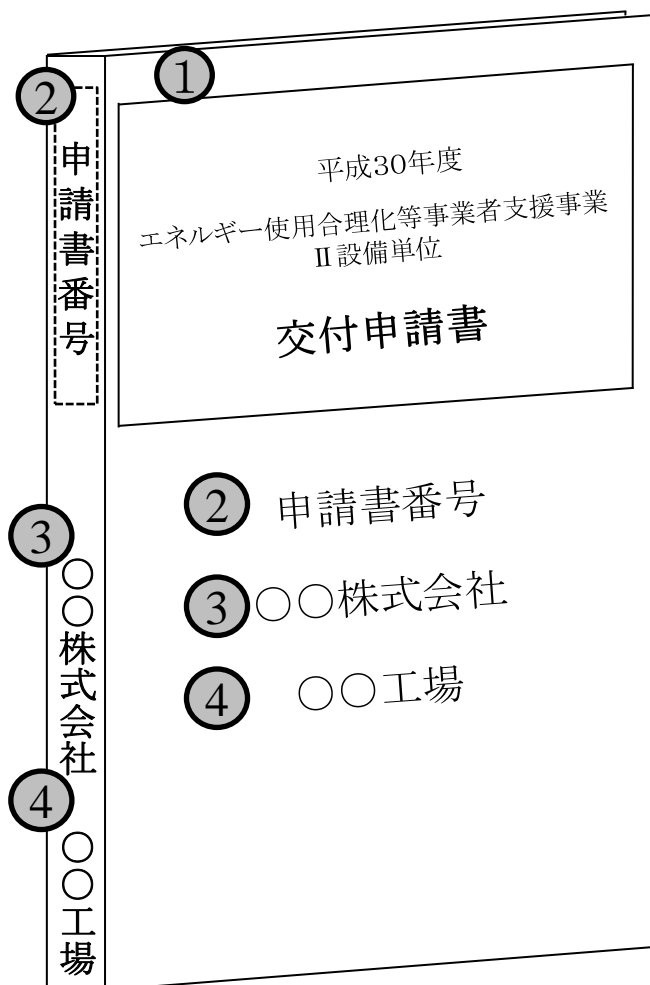 ①
平成30年度
エネルギー使用合理化等事業者支援事業
Ⅱ設備単位
交付申請書
② 申請書番号
③ ○○株式会社
④ ○○工場
② 申請書番号
③ ○○株式会社
④ ○○工場